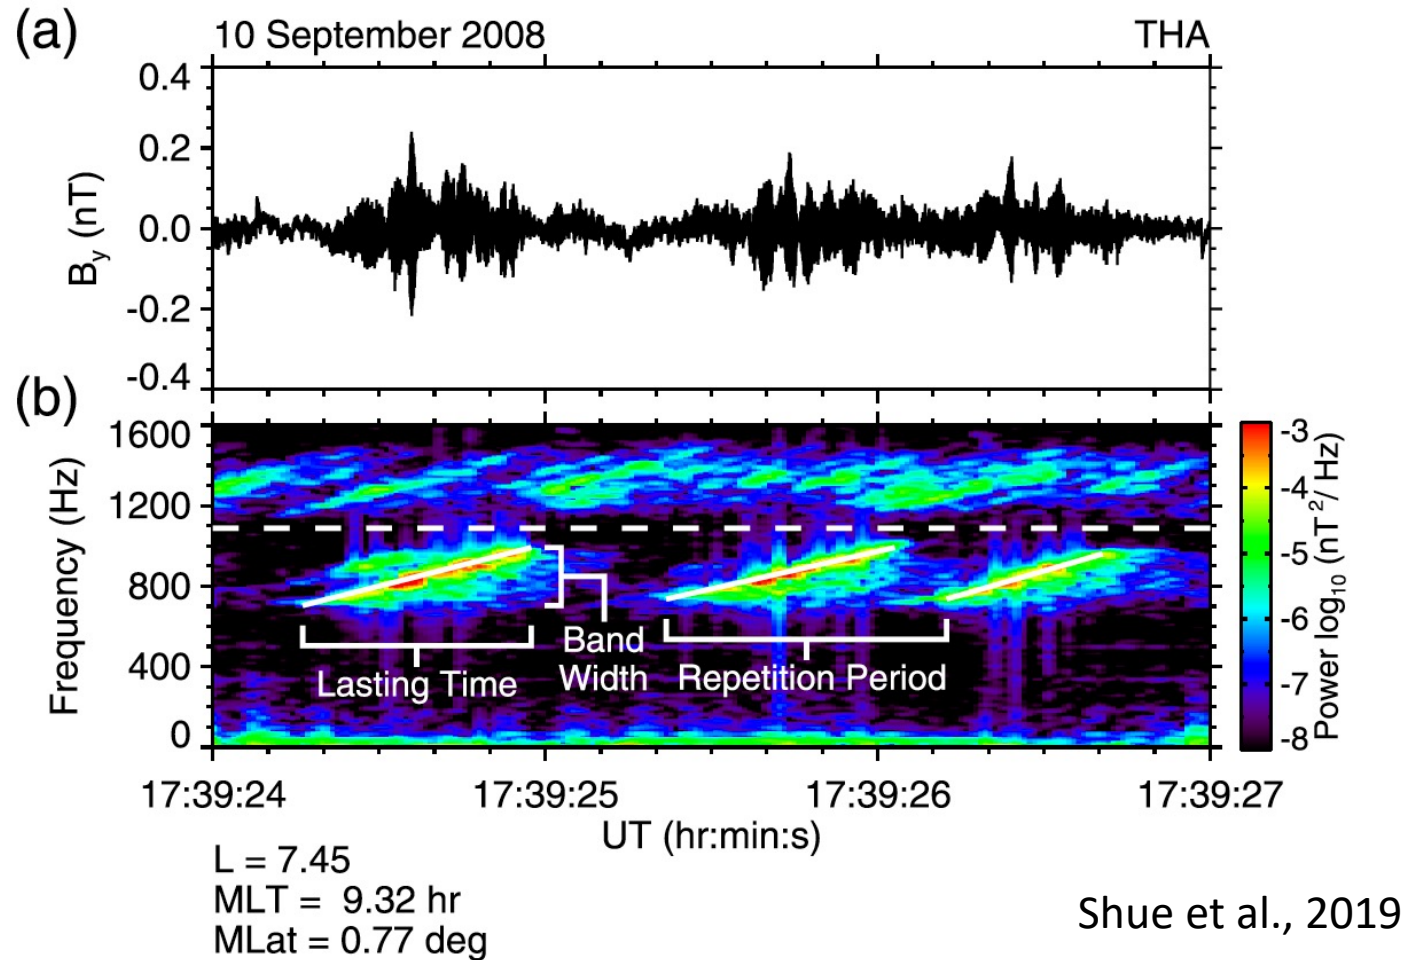 (a)
10 September 2008 THA
0.4
0.2
0.0
-0.2
-0.4
B_y (nT)
(b)
1600
1200
800
400
0
Frequency (Hz)
Lasting Time
Band
Width
Repetition Period
-3
-4
-5
-6
-7
-8
Power log₁₀ (nT²/ Hz)
17:39:24 17:39:25 17:39:26 17:39:27
UT (hr:min:s)
L = 7.45
MLT = 9.32 hr
MLat = 0.77 deg
Shue et al., 2019